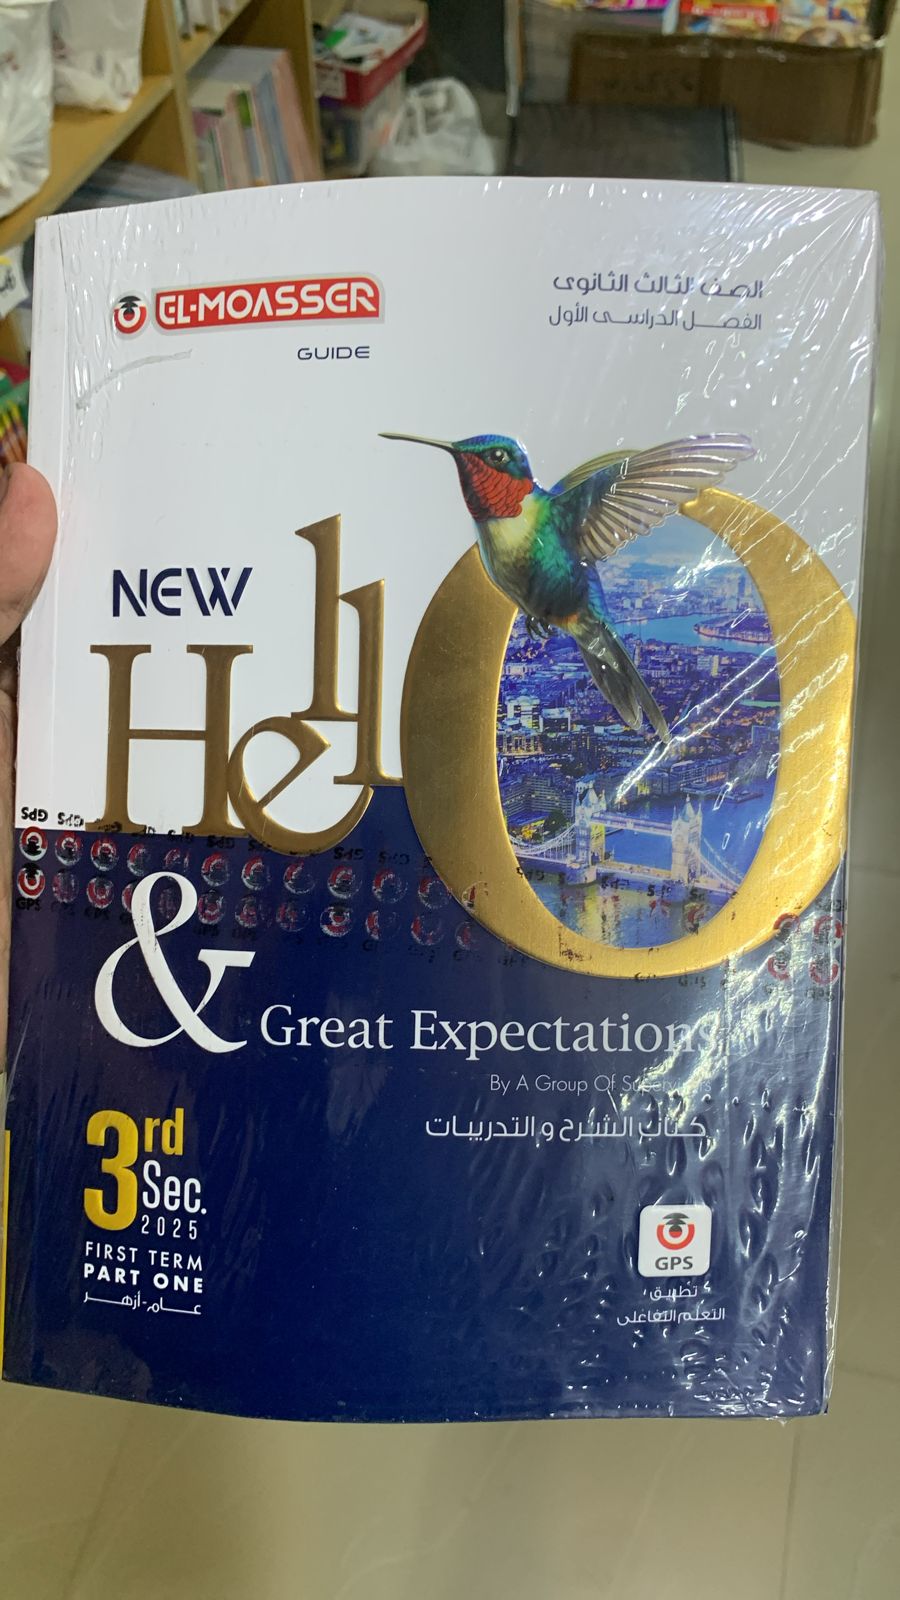 EL-MOASSER
GUIDE
الصف الثالث الثانوى
الفصل الدراسى الأول
NEW
Hello
& Great Expectations
By A Group Of Supervisors
كتاب الشرح و التدريبات
3rd
Sec.
2025
FIRST TERM
PART ONE
عام-أزهر
GPS
تطبيق
التعلم التفاعلى